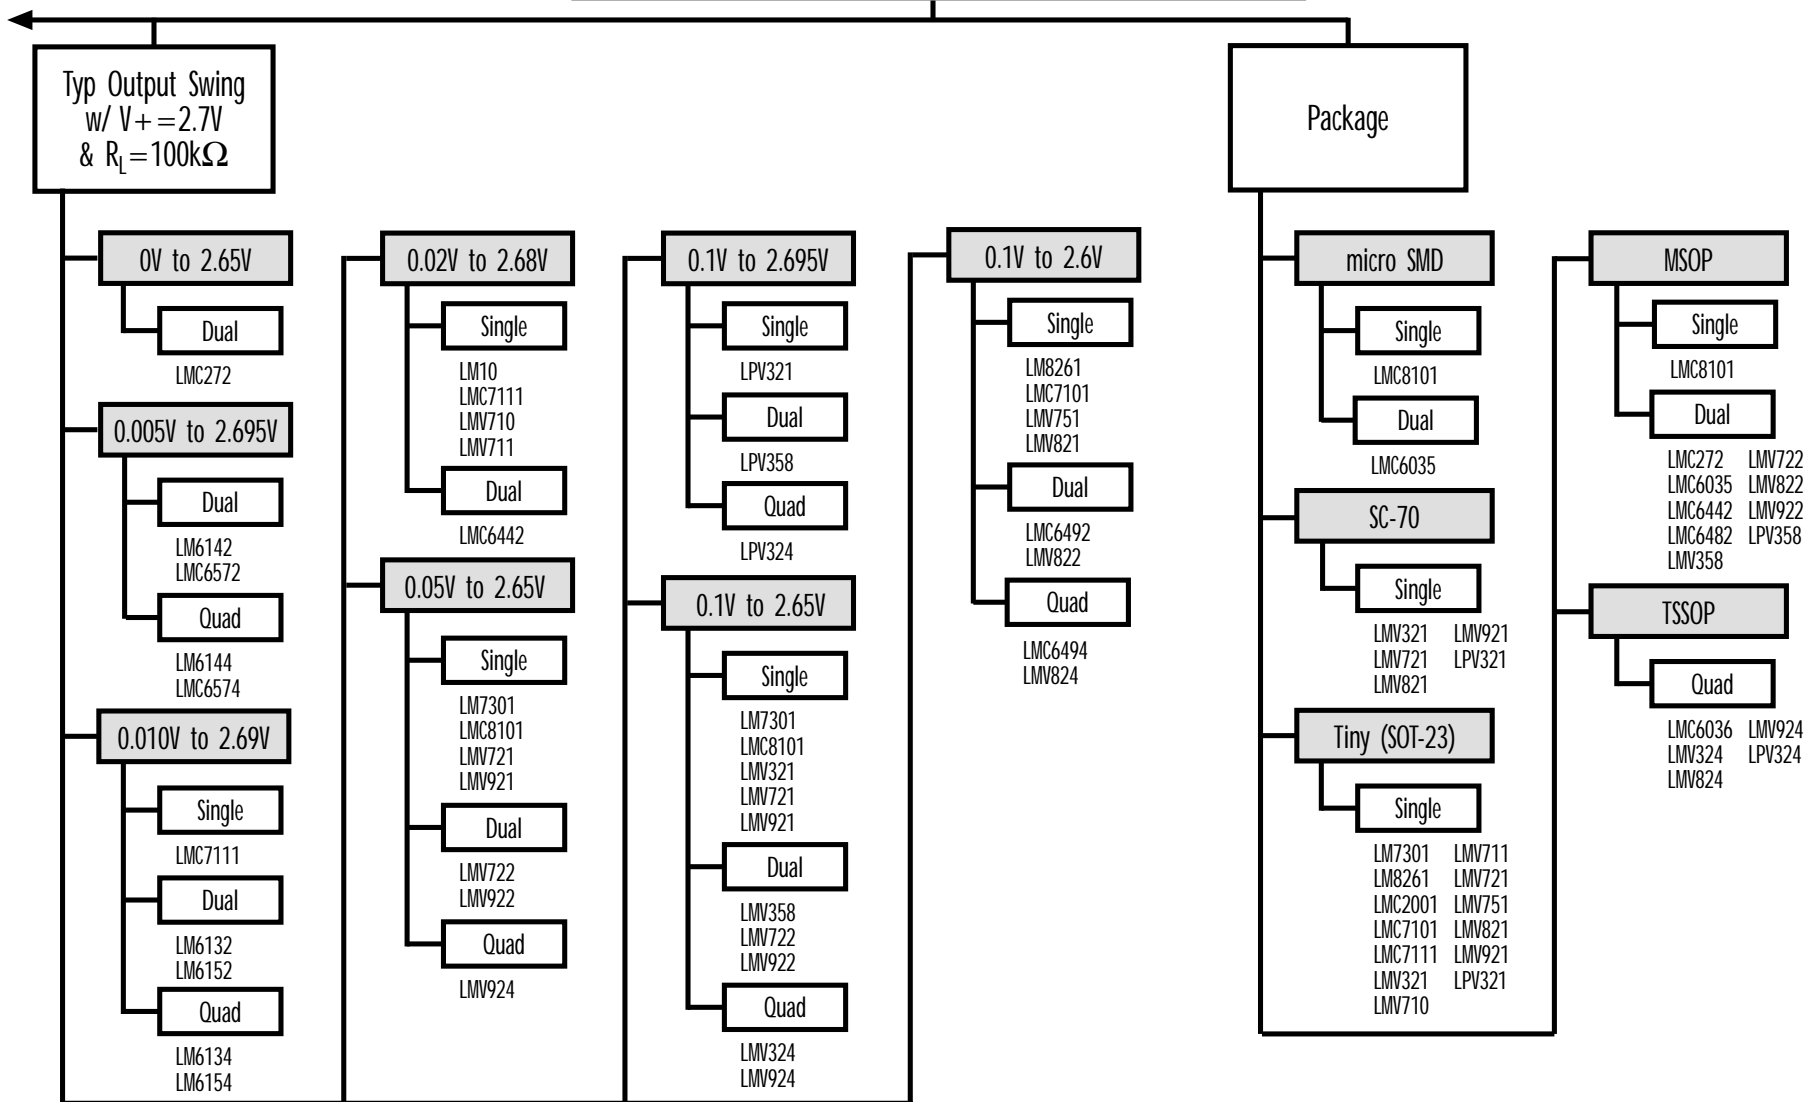 Typ Output Swing
w/ V+=2.7V
& RL=100kΩ
0V to 2.65V
Dual
LMC272
0.005V to 2.695V
Dual
LM6142
LMC6572
Quad
LM6144
LMC6574
0.010V to 2.69V
Single
LMC7111
Dual
LM6132
LM6152
Quad
LM6134
LM6154
0.02V to 2.68V
Single
LM10
LMC7111
LMV710
LMV711
Dual
LMC6442
0.05V to 2.65V
Single
LM7301
LMC8101
LMV721
LMV921
Dual
LMV722
LMV922
Quad
LMV924
0.1V to 2.695V
Single
LPV321
Dual
LPV358
Quad
LPV324
0.1V to 2.65V
Single
LM7301
LMC8101
LMV321
LMV721
LMV921
Dual
LMV358
LMV722
LMV922
Quad
LMV324
LMV924
0.1V to 2.6V
Single
LM8261
LMC7101
LMV751
LMV821
Dual
LMC6492
LMV822
Quad
LMC6494
LMV824
Package
micro SMD
Single
LMC8101
Dual
LMC6035
SC-70
Single
LMV321 LMV921
LMV721 LPV321
LMV821
Tiny (SOT-23)
Single
LM7301 LMV711
LM8261 LMV721
LMC2001 LMV751
LMC7101 LMV821
LMC7111 LMV921
LMV321 LPV321
LMV710
MSOP
Single
LMC8101
Dual
LMC272 LMV722
LMC6035 LMV822
LMC6442 LMV922
LMC6482 LPV358
LMV358
TSSOP
Quad
LMC6036 LMV924
LMV324 LPV324
LMV824